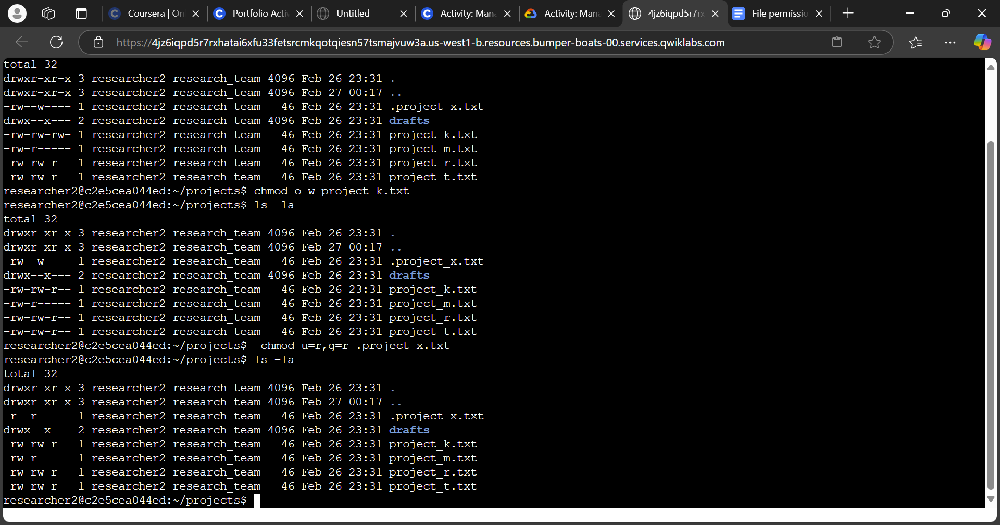 Coursera | On
Portfolio Activ
Untitled
Activity: Mana
Activity: Mana
4jz6iqpd5r7rx
File permissio
https://4jz6iqpd5r7rxhatai6xfu33fetsrcmkqotqiesn57tsmajvuw3a.us-west1-b.resources.bumper-boats-00.services.qwiklabs.com
total 32
drwxr-xr-x 3 researcher2 research_team 4096 Feb 26 23:31 .
drwxr-xr-x 3 researcher2 research_team 4096 Feb 27 00:17 ..
-rw--w---- 1 researcher2 research_team   46 Feb 26 23:31 .project_x.txt
drwx--x--- 2 researcher2 research_team 4096 Feb 26 23:31 drafts
-rw-rw-rw- 1 researcher2 research_team   46 Feb 26 23:31 project_k.txt
-rw-r----- 1 researcher2 research_team   46 Feb 26 23:31 project_m.txt
-rw-rw-r-- 1 researcher2 research_team   46 Feb 26 23:31 project_r.txt
-rw-rw-r-- 1 researcher2 research_team   46 Feb 26 23:31 project_t.txt
researcher2@c2e5cea044ed:~/projects$ chmod o-w project_k.txt
researcher2@c2e5cea044ed:~/projects$ ls -la
total 32
drwxr-xr-x 3 researcher2 research_team 4096 Feb 26 23:31 .
drwxr-xr-x 3 researcher2 research_team 4096 Feb 27 00:17 ..
-rw--w---- 1 researcher2 research_team   46 Feb 26 23:31 .project_x.txt
drwx--x--- 2 researcher2 research_team 4096 Feb 26 23:31 drafts
-rw-rw-r-- 1 researcher2 research_team   46 Feb 26 23:31 project_k.txt
-rw-r----- 1 researcher2 research_team   46 Feb 26 23:31 project_m.txt
-rw-rw-r-- 1 researcher2 research_team   46 Feb 26 23:31 project_r.txt
-rw-rw-r-- 1 researcher2 research_team   46 Feb 26 23:31 project_t.txt
researcher2@c2e5cea044ed:~/projects$  chmod u=r,g=r .project_x.txt
researcher2@c2e5cea044ed:~/projects$ ls -la
total 32
drwxr-xr-x 3 researcher2 research_team 4096 Feb 26 23:31 .
drwxr-xr-x 3 researcher2 research_team 4096 Feb 27 00:17 ..
-r--r----- 1 researcher2 research_team   46 Feb 26 23:31 .project_x.txt
drwx--x--- 2 researcher2 research_team 4096 Feb 26 23:31 drafts
-rw-rw-r-- 1 researcher2 research_team   46 Feb 26 23:31 project_k.txt
-rw-r----- 1 researcher2 research_team   46 Feb 26 23:31 project_m.txt
-rw-rw-r-- 1 researcher2 research_team   46 Feb 26 23:31 project_r.txt
-rw-rw-r-- 1 researcher2 research_team   46 Feb 26 23:31 project_t.txt
researcher2@c2e5cea044ed:~/projects$